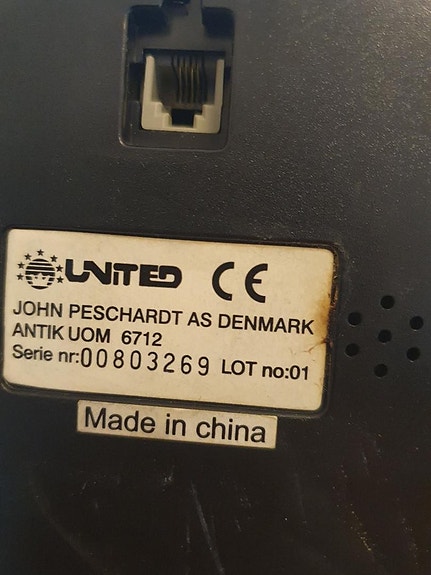 UNITED CE
JOHN PESCHARDT AS DENMARK
ANTIK UOM 6712
Serie nr:00803269 LOT no:01
Made in china